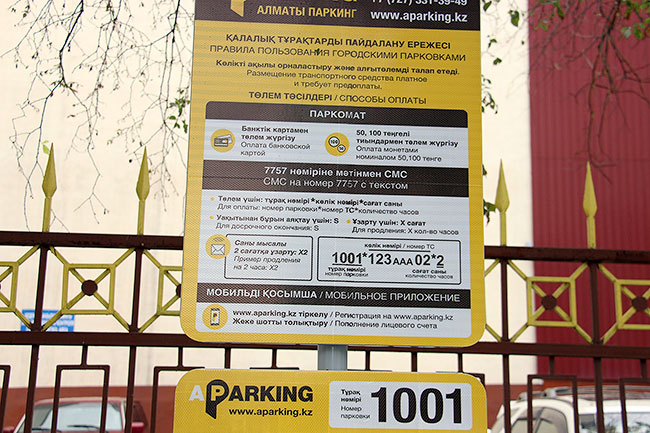 АЛМАТЫ ПАРКИНГ
www.aparking.kz
ҚАЛАЛЫҚ ТҰРАҚТАРДЫ ПАЙДАЛАНУ ЕРЕЖЕСІ
ПРАВИЛА ПОЛЬЗОВАНИЯ ГОРОДСКИМИ ПАРКОВКАМИ
Көлікті ақылы орналастыру және алғытөлемді талап етеді.
Размещение транспортного средства платное
и требует предоплаты.
ТӨЛЕМ ТӘСІЛДЕРІ / СПОСОБЫ ОПЛАТЫ
ПАРКОМАТ
Банктік картамен
төлем жүргізу
Оплата банковской
картой
50, 100 теңгелі
тиындармен төлем жүргізу
Оплата монетами
номиналом 50,100 тенге
7757 нөміріне мәтінмен СМС
СМС на номер 7757 с текстом
• Төлем үшін: тұрақ нөмірі*көлік нөмірі*сағат саны
Для оплаты: номер парковки*номер ТС*количество часов
• Уақытынан бұрын аяқтау үшін: S
Для досрочного окончания: S
• Ұзарту үшін: Х сағат
Для продления: Х кол-во часов
Саны мысалы
2 сағатқа ұзарту: Х2
Пример продления
на 2 часа: Х2
көлік нөмірі / номер ТС
1001*123ААА02*2
тұрақ нөмірі
номер парковки
сағат саны
количество часов
МОБИЛЬДІ ҚОСЫМША / МОБИЛЬНОЕ ПРИЛОЖЕНИЕ
www.aparking.kz тіркелу / Регистрация на www.aparking.kz
Жеке шотты толықтыру / Пополнение лицевого счета
APARKING
www.aparking.kz
Тұрақ
нөмірі
Номер
парковки
1001